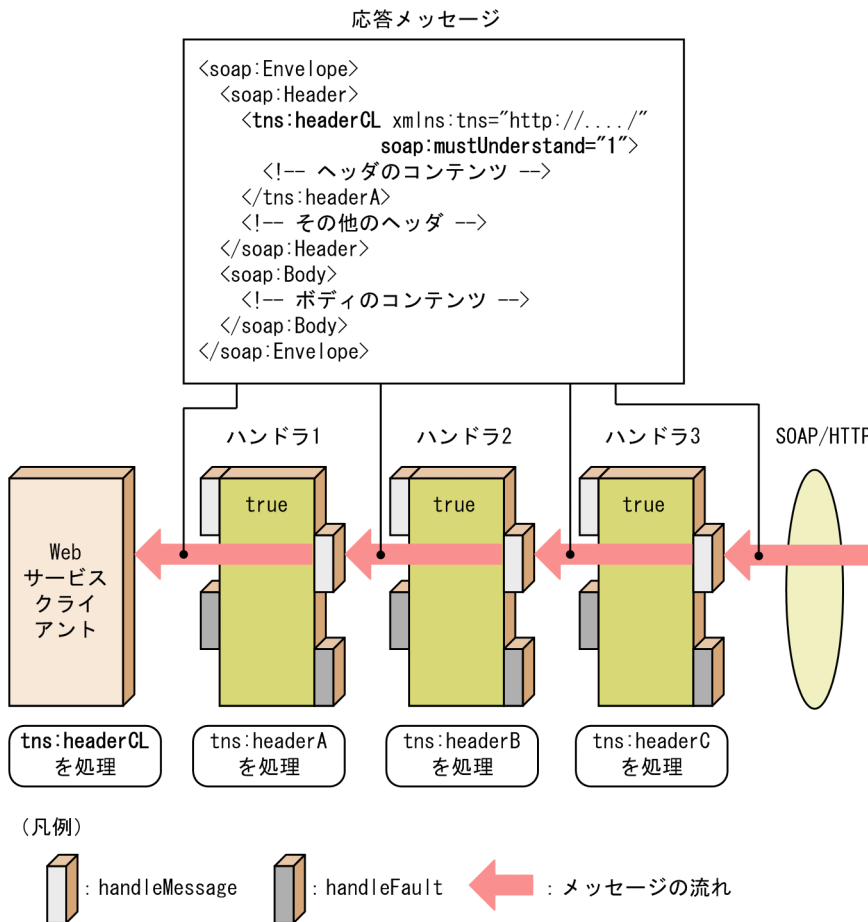 応答メッセージ
<soap:Envelope>
<soap:Header>
<tns:headerCL xmlns:tns="http://..../"
soap:mustUnderstand="1">
<!-- ヘッダのコンテンツ -->
</tns:headerA>
<!-- その他のヘッダ -->
</soap:Header>
<soap:Body>
<!-- ボディのコンテンツ -->
</soap:Body>
</soap:Envelope>
ハンドラ1
ハンドラ2
ハンドラ3
SOAP/HTTP
true
true
true
Web
サービス
クライ
アント
tns:headerCL
を処理
tns:headerA
を処理
tns:headerB
を処理
tns:headerC
を処理
(凡例)
: handleMessage
: handleFault
: メッセージの流れ